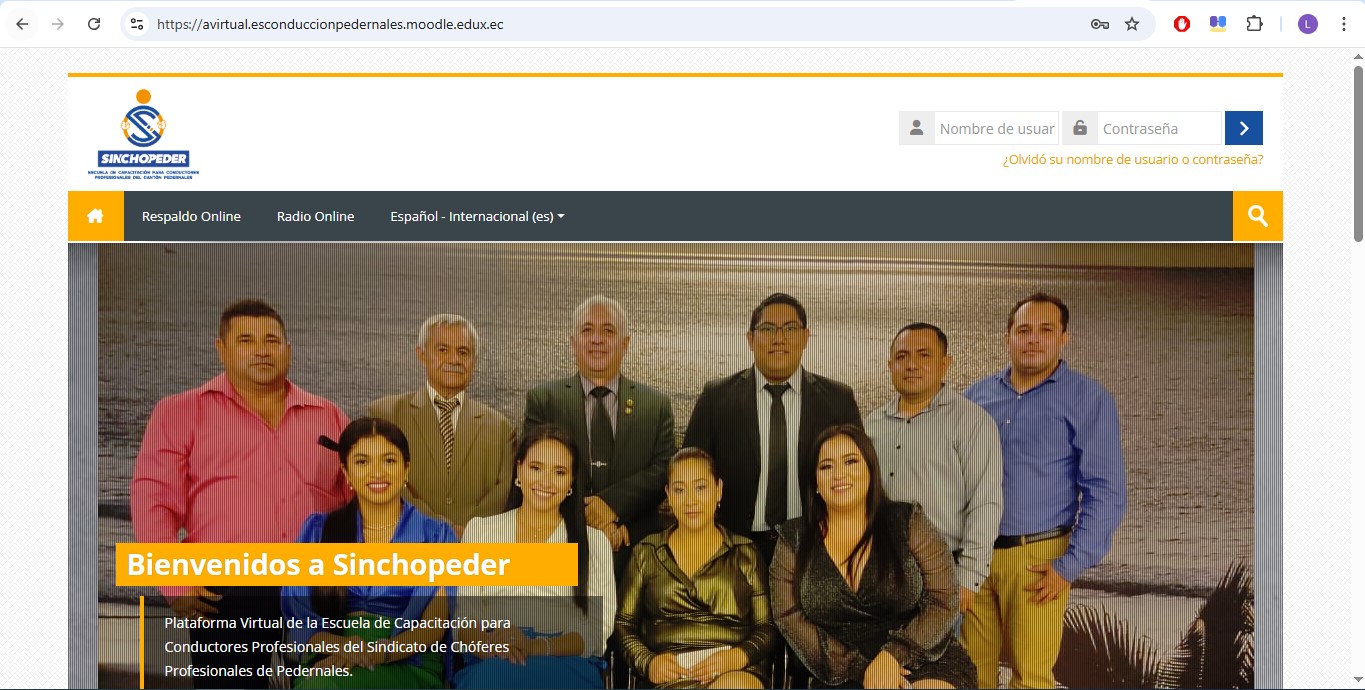 https://avirtual.esconduccionpedernales.moodle.edux.ec
L
SINCHOPEDER
ESCUELA DE CAPACITACIÓN PARA CONDUCTORES
PROFESIONALES DEL CANTÓN PEDERNALES
Nombre de usuar
Contraseña
¿Olvidó su nombre de usuario o contraseña?
Respaldo Online
Radio Online
Español - Internacional (es)
Bienvenidos a Sinchopeder
Plataforma Virtual de la Escuela de Capacitación para
Conductores Profesionales del Sindicato de Chóferes
Profesionales de Pedernales.